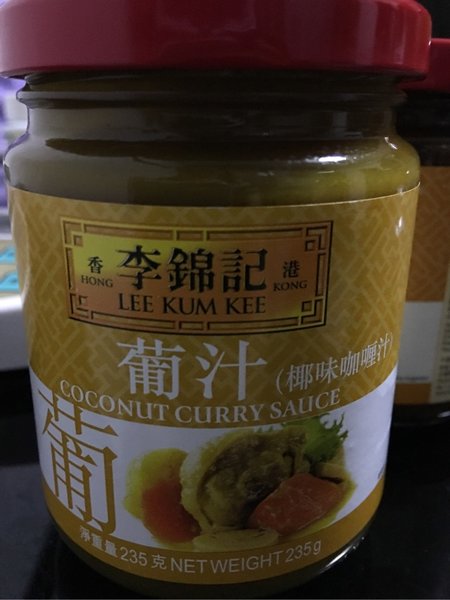 香 李錦記 港
HONG LEE KUM KEE KONG
葡汁 (椰味咖喱汁)
COCONUT CURRY SAUCE
葡
淨重量 235 克 NET WEIGHT 235g